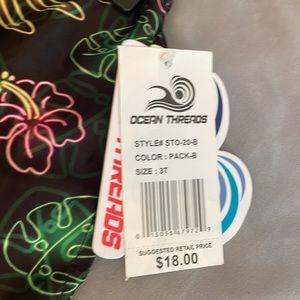 OCEAN THREADS
STYLE# STO-20-B
COLOR : PACK-B
SIZE : 3T
THREADS
SUGGESTED RETAIL PRICE
$18.00